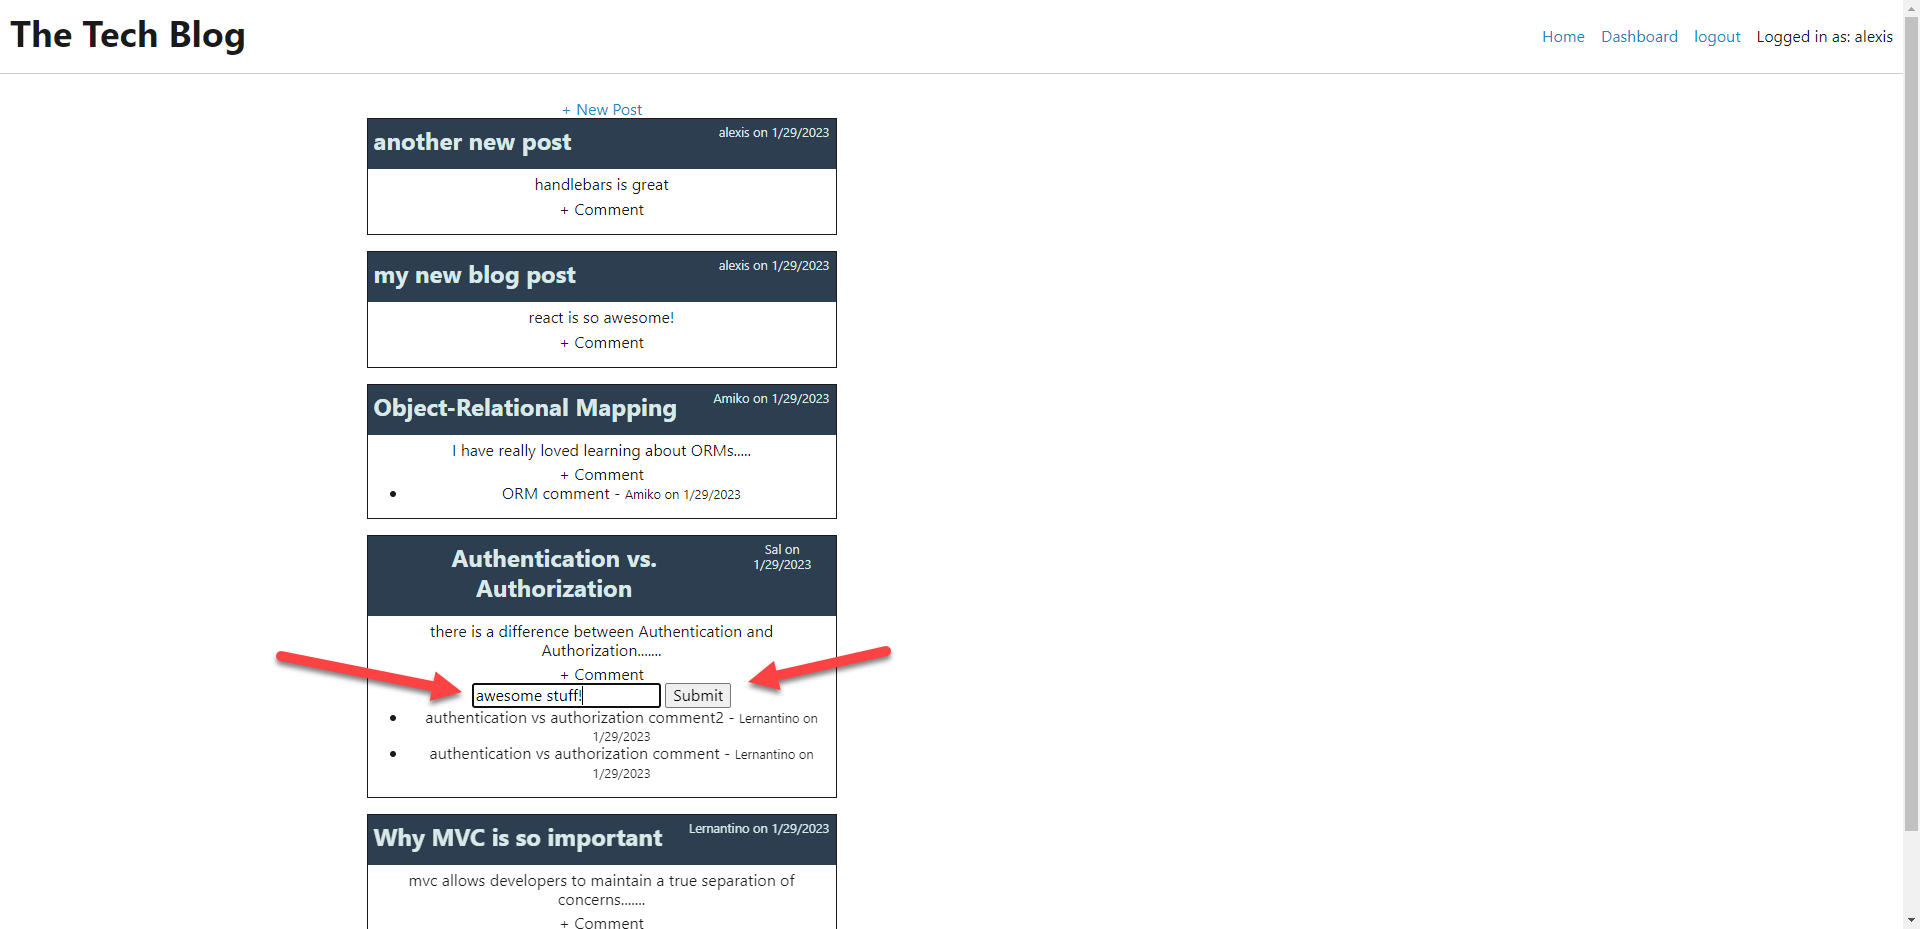 The Tech Blog
Home Dashboard logout Logged in as: alexis
+ New Post
another new post
alexis on 1/29/2023
handlebars is great
+ Comment
my new blog post
alexis on 1/29/2023
react is so awesome!
+ Comment
Object-Relational Mapping
Amiko on 1/29/2023
I have really loved learning about ORMs.....
+ Comment
ORM comment - Amiko on 1/29/2023
Authentication vs.
Authorization
Sal on
1/29/2023
there is a difference between Authentication and
Authorization.......
+ Comment
awesome stuff! Submit
authentication vs authorization comment2 - Lernantino on
1/29/2023
authentication vs authorization comment - Lernantino on
1/29/2023
Why MVC is so important
Lernantino on 1/29/2023
mvc allows developers to maintain a true separation of
concerns.......
+ Comment